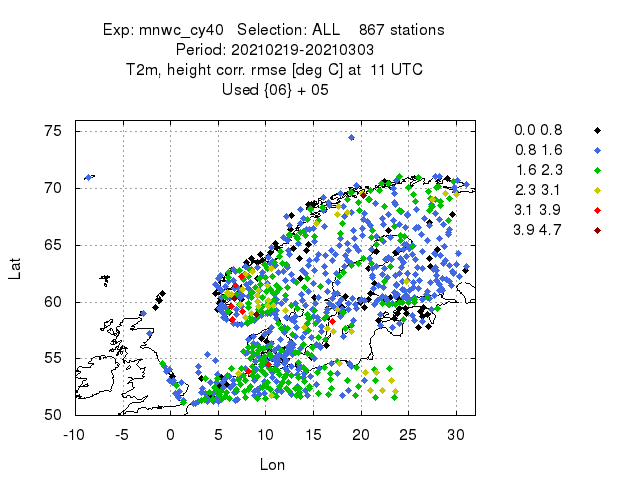 Exp: mnwc_cy40 Selection: ALL 867 stations
Period: 20210219-20210303
T2m, height corr. rmse [deg C] at 11 UTC
Used {06} + 05
0.0 0.8
0.8 1.6
1.6 2.3
2.3 3.1
3.1 3.9
3.9 4.7
75
70
65
60
55
50
Lat
-10 -5 0 5 10 15 20 25 30
Lon